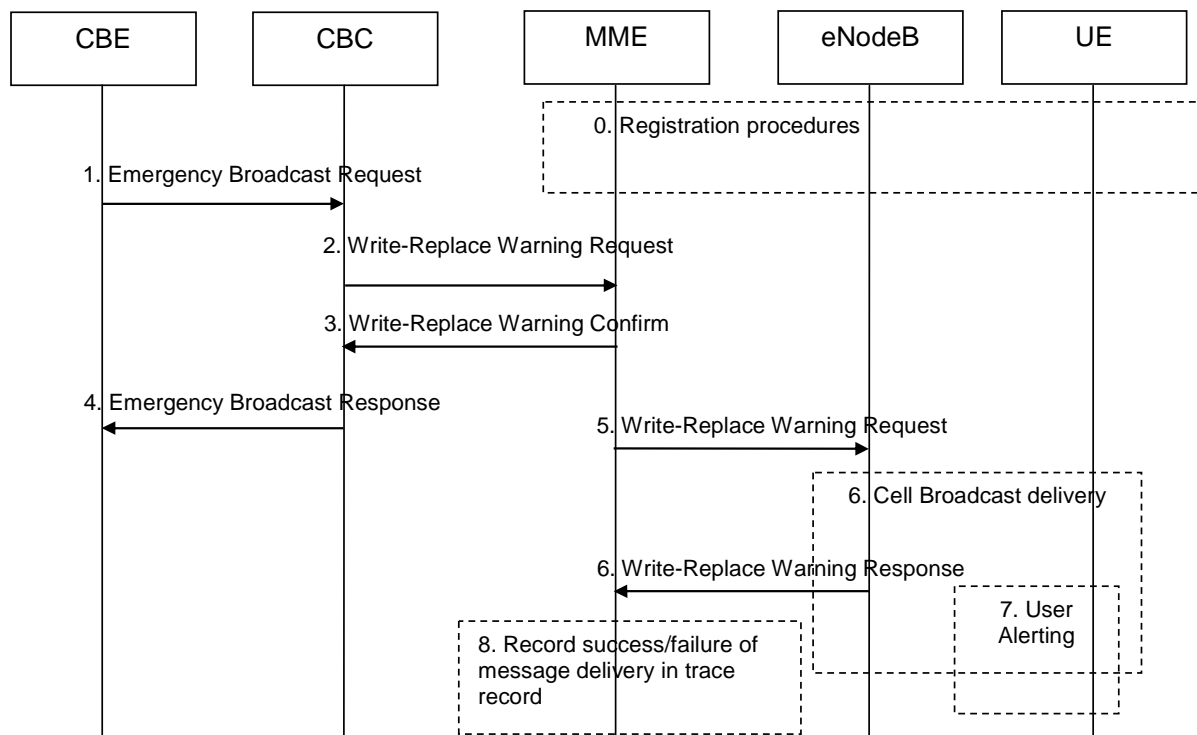 CBE
CBC
MME
eNodeB
UE
0. Registration procedures
1. Emergency Broadcast Request
2. Write-Replace Warning Request
3. Write-Replace Warning Confirm
4. Emergency Broadcast Response
5. Write-Replace Warning Request
6. Cell Broadcast delivery
6. Write-Replace Warning Response
7. User
Alerting
8. Record success/failure of
message delivery in trace
record